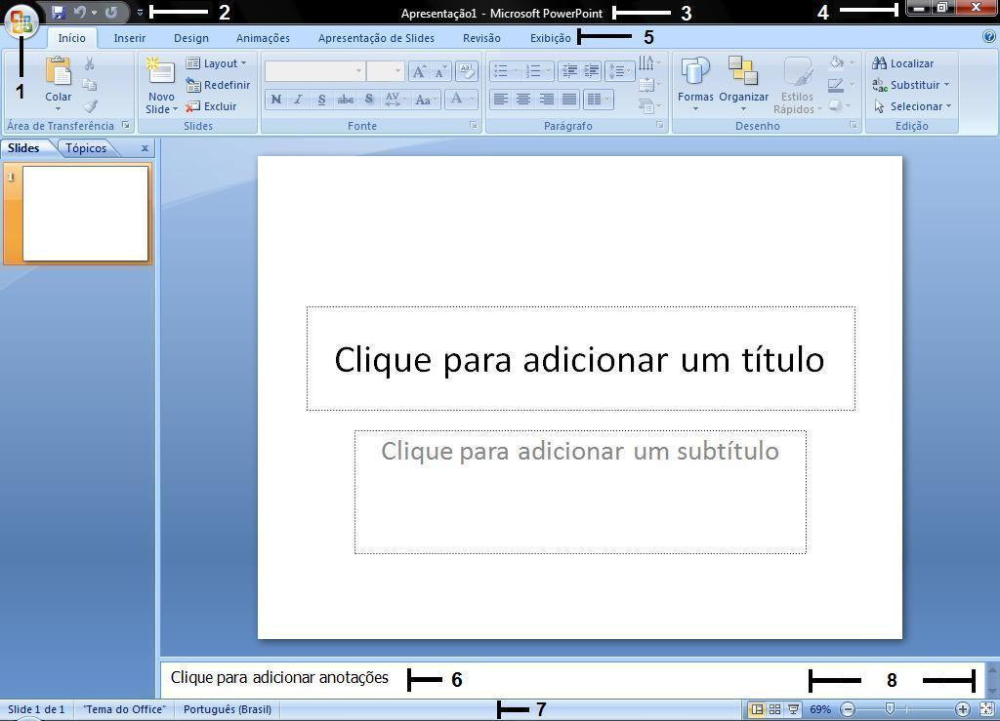 2
Apresentação1 - Microsoft PowerPoint
3
4
1
Início Inserir Design Animações Apresentação de Slides Revisão Exibição
5
Colar
Área de Transferência
Novo Slide
Layout
Redefinir
Excluir
Slides
N I S abc S AV Aa A
Fonte
Parágrafo
Formas
Organizar
Estilos Rápidos
Desenho
Localizar
Substituir
Selecionar
Edição
Slides Tópicos
1
Clique para adicionar um título
Clique para adicionar um subtítulo
Clique para adicionar anotações
6
8
Slide 1 de 1 "Tema do Office" Português (Brasil)
7
69%